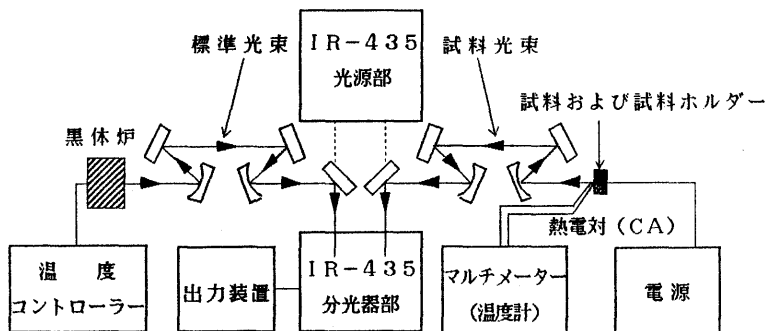 標準光束
IR-435
光源部
試料光束
試料および試料ホルダー
黒体炉
熱電対(CA)
温度
コントローラー
出力装置
IR-435
分光器部
マルチメーター
(温度計)
電源